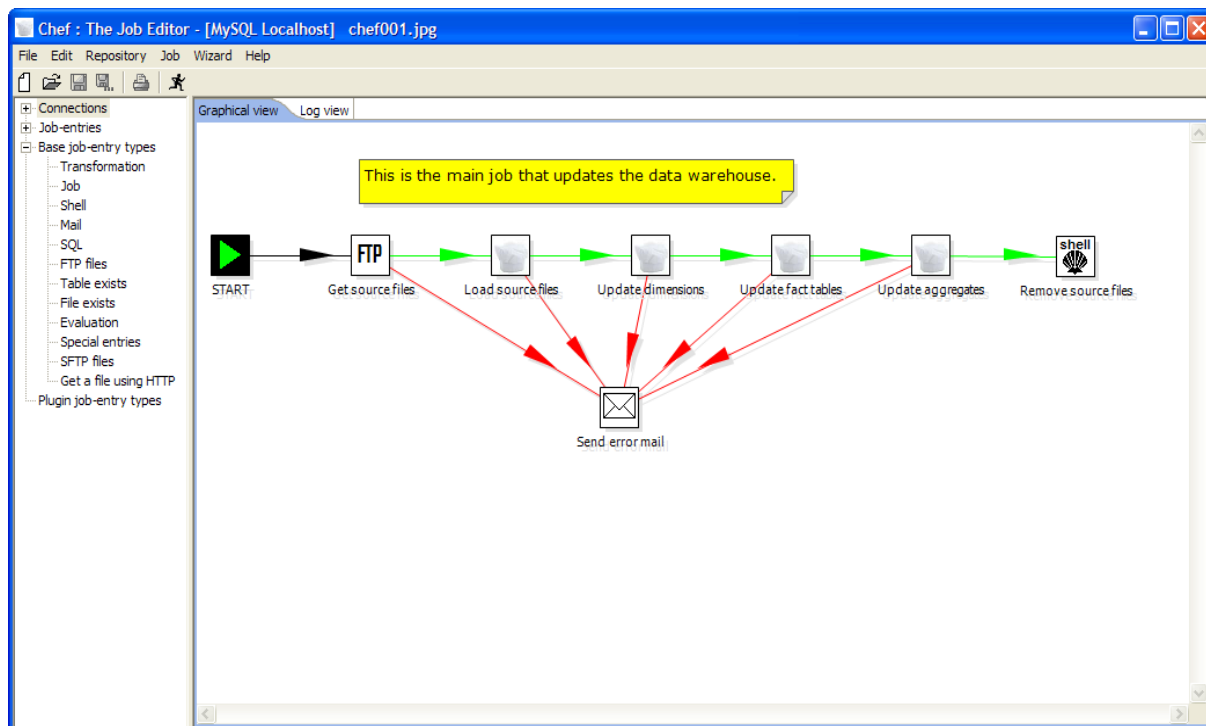 Chef : The Job Editor - [MySQL Localhost] chef001.jpg
File Edit Repository Job Wizard Help
Connections
Job-entries
Base job-entry types
Transformation
Job
Shell
Mail
SQL
FTP files
Table exists
File exists
Evaluation
Special entries
SFTP files
Get a file using HTTP
Plugin job-entry types
Graphical view Log view
This is the main job that updates the data warehouse.
FTP
shell
START Get source files Load source files Update dimensions Update fact tables Update aggregates Remove source files
Send error mail